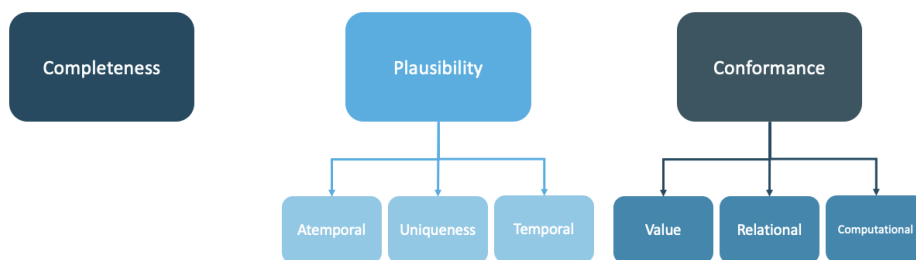 Completeness
Plausibility
Conformance
Atemporal
Uniqueness
Temporal
Value
Relational
Computational